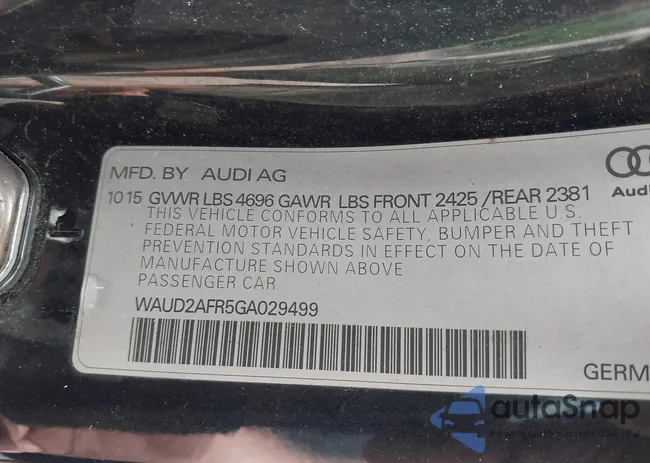 MFD. BY AUDI AG
Audi
10 15 GVWR LBS 4696 GAWR LBS FRONT 2425 /REAR 2381
THIS VEHICLE CONFORMS TO ALL APPLICABLE U.S.
FEDERAL MOTOR VEHICLE SAFETY, BUMPER AND THEFT
PREVENTION STANDARDS IN EFFECT ON THE DATE OF
MANUFACTURE SHOWN ABOVE
PASSENGER CAR
WAUD2AFR5GA029499
GERM
autoSnap